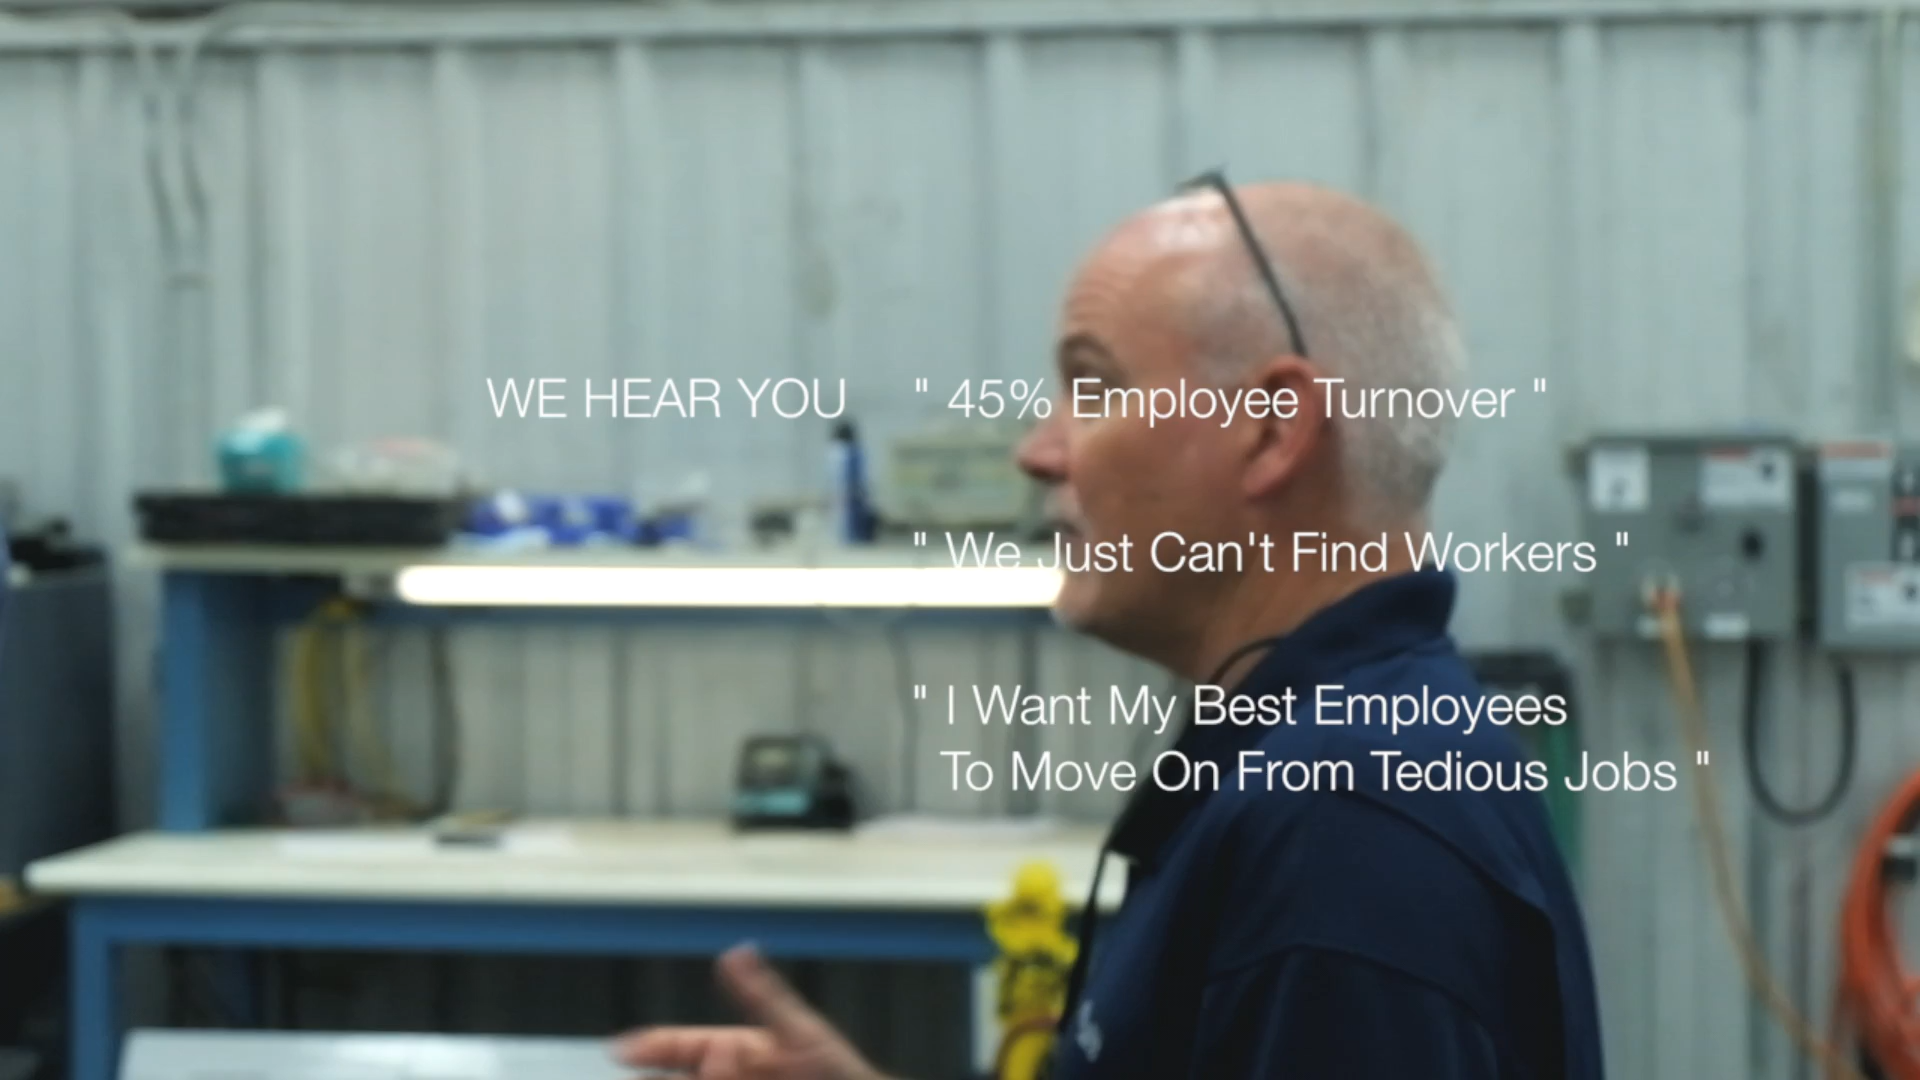 WE HEAR YOU " 45% Employee Turnover "
" We Just Can't Find Workers "
" I Want My Best Employees
To Move On From Tedious Jobs "